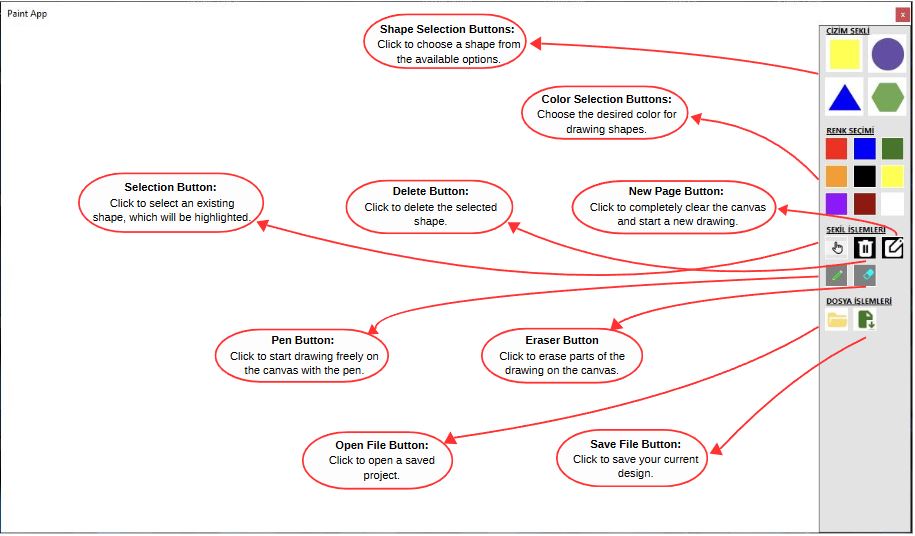 Paint App
x
Shape Selection Buttons:
Click to choose a shape from
the available options.
Color Selection Buttons:
Choose the desired color for
drawing shapes.
Selection Button:
Click to select an existing
shape, which will be highlighted.
Delete Button:
Click to delete the selected
shape.
New Page Button:
Click to completely clear the canvas
and start a new drawing.
Pen Button:
Click to start drawing freely on
the canvas with the pen.
Eraser Button
Click to erase parts of the
drawing on the canvas.
Open File Button:
Click to open a saved
project.
Save File Button:
Click to save your current
design.
ÇİZİM ŞEKLİ
RENK SEÇİMİ
ŞEKİL İŞLEMLERİ
DOSYA İŞLEMLERİ